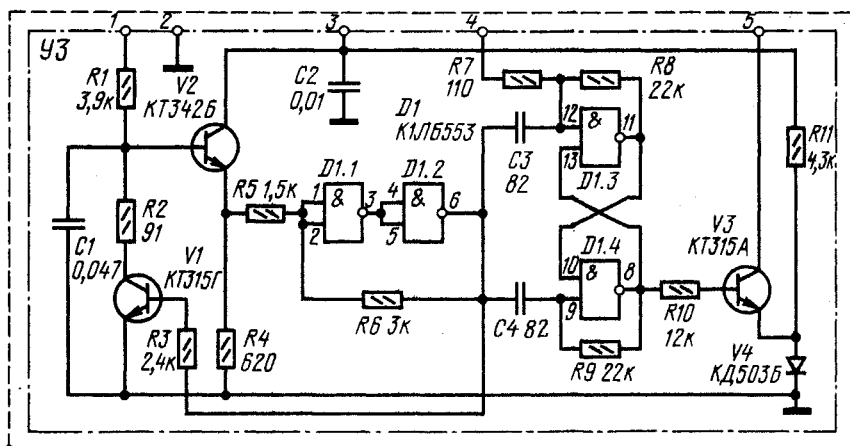 1
2
3
4
5
У3
R1
3,9к
V2
КТ342Б
C2
0,01
R7
110
R8
22к
D1
К1ЛБ553
C3
82
12
&
11
13
D1.3
R11
4,3к
R5 1,5к
D1.1
1
&
3
2
D1.2
4
&
6
5
R2
91
C1
0,047
V1
КТ315Г
D1.4
10
&
8
9
V3
КТ315А
R6 3к
C4 82
R10
12к
R3
2,4к
R4
620
R9 22к
V4
КД503Б